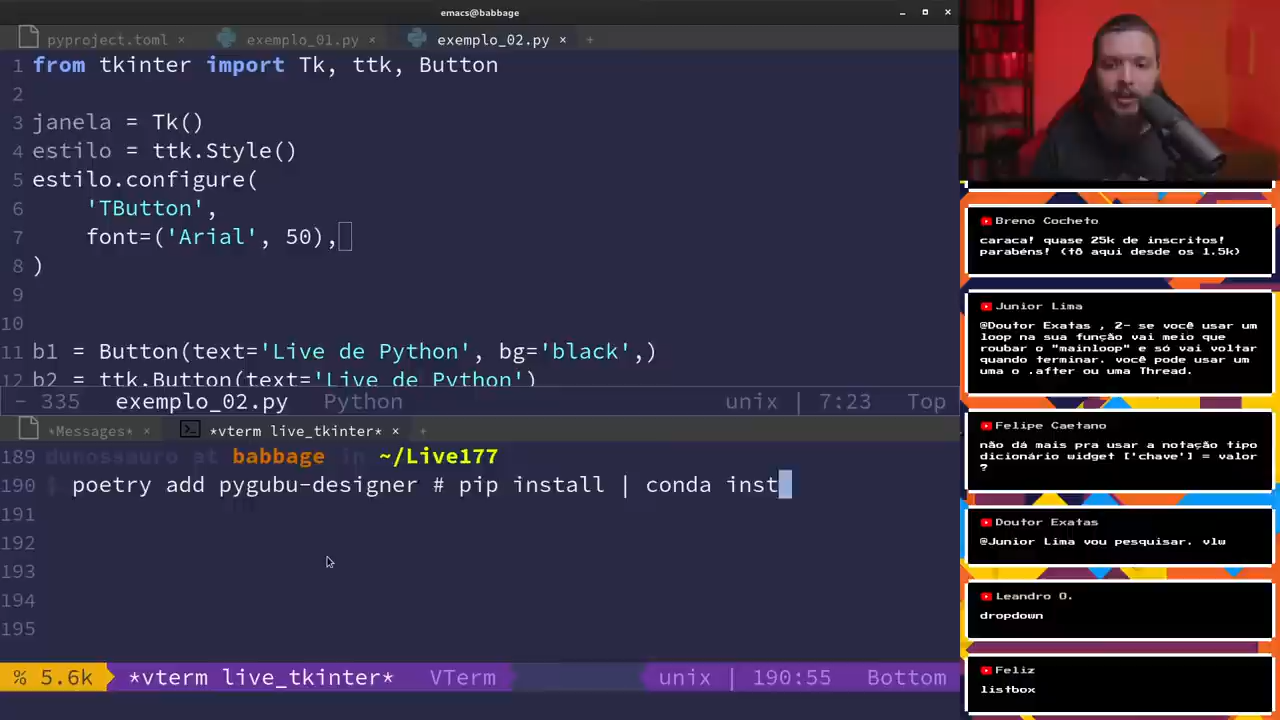 emacs@babbage
pyproject.toml × exemplo_01.py × exemplo_02.py × +
1 from tkinter import Tk, ttk, Button
2
3 janela = Tk()
4 estilo = ttk.Style()
5 estilo.configure(
6 'TButton',
7 font=('Arial', 50),
8 )
9
10
11 b1 = Button(text='Live de Python', bg='black',)
12 b2 = ttk.Button(text='Live de Python')
- 335 exemplo_02.py Python unix | 7:23 Top
*Messages* × *vterm live_tkinter* × +
189 dunossauro at babbage in ~/Live177
190 poetry add pygubu-designer # pip install | conda inst
191
192
193
194
195
% 5.6k *vterm live_tkinter* VTerm unix | 190:55 Bottom
Breno Cocheto
caraca! quase 25k de inscritos!
parabéns! (tô aqui desde os 1.5k)
Junior Lima
@Doutor Exatas , 2- se você usar um
loop na sua função vai meio que
roubar o "mainloop" e só vai voltar
quando terminar. você pode usar um
uma o .after ou uma Thread.
Felipe Caetano
não dá mais pra usar a notação tipo
dicionário widget ['chave'] = valor
?
Doutor Exatas
@Junior Lima vou pesquisar. vlw
Leandro O.
dropdown
Feliz
listbox